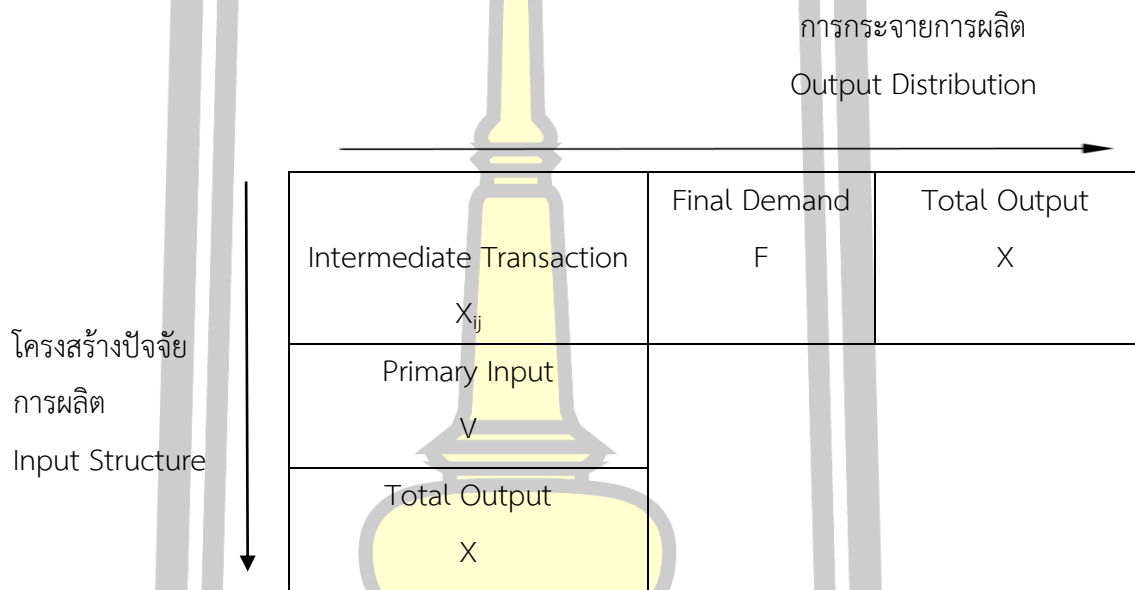 การกระจายการผลิต
Output Distribution
Final Demand
Total Output
Intermediate Transaction
F
X
Xij
โครงสร้างปัจจัย
การผลิต
Input Structure
Primary Input
V
Total Output
X